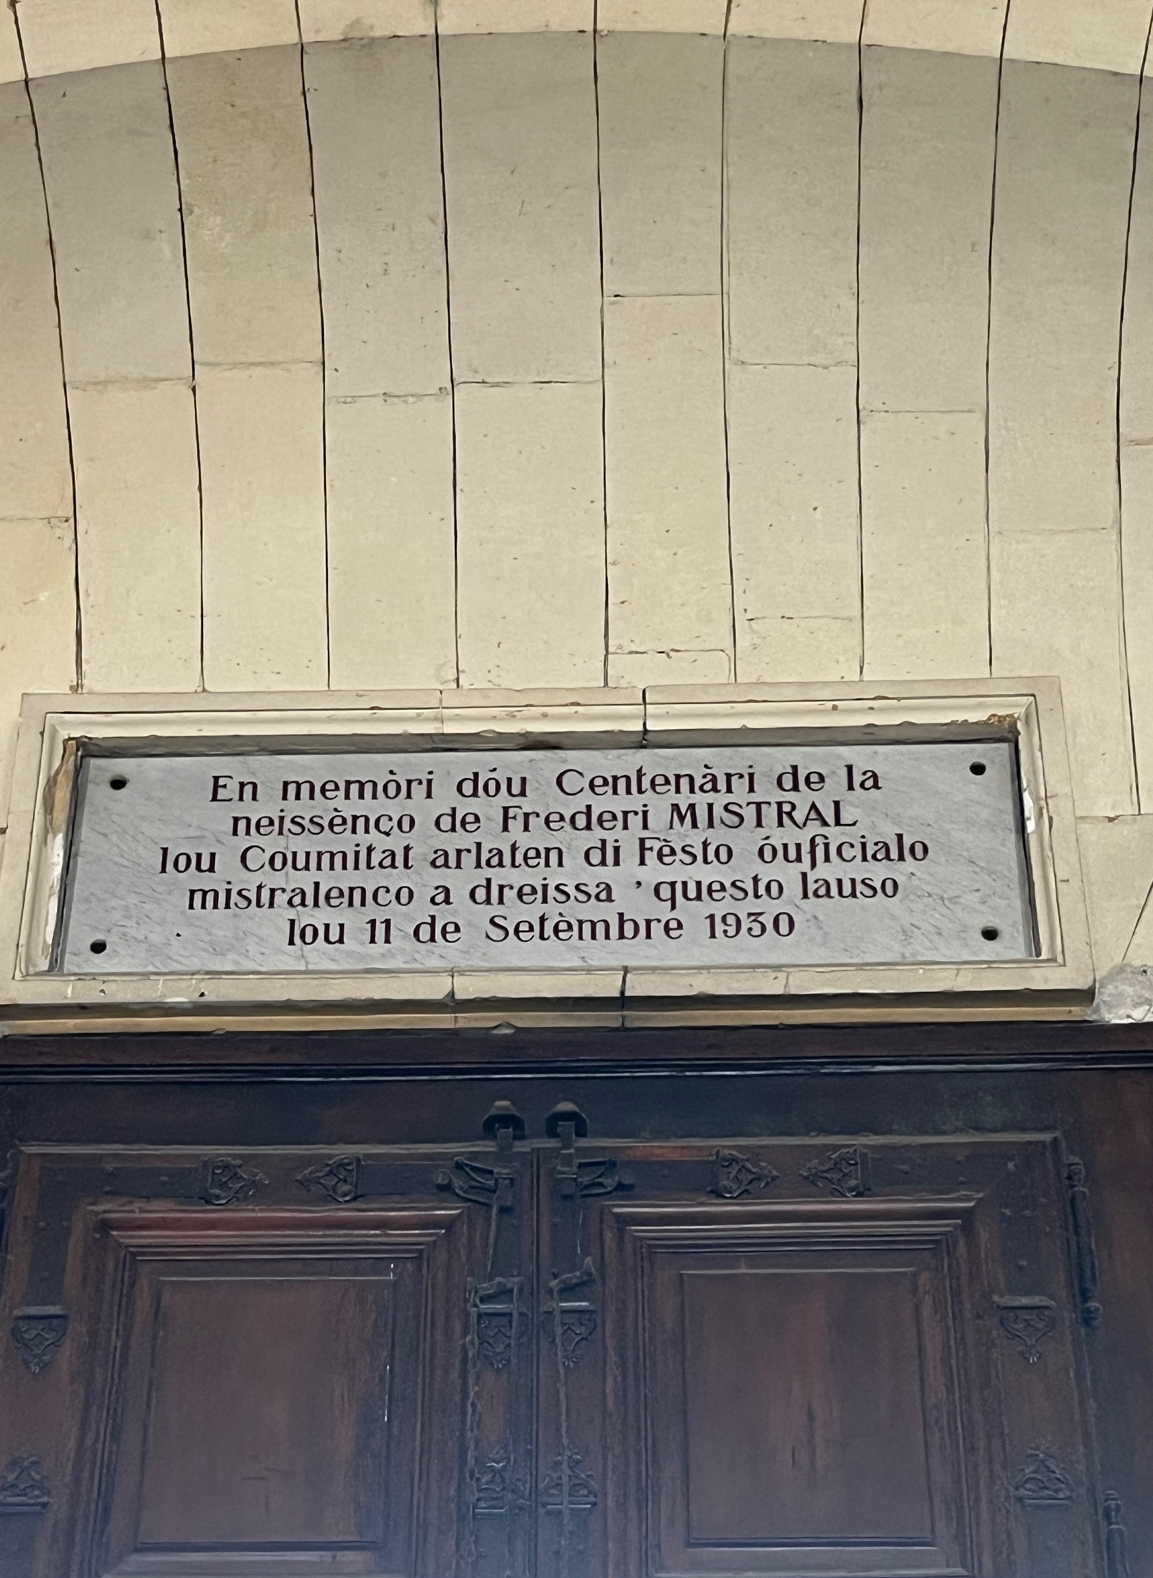 En memòri dóu Centenàri de la
neissènço de Frederi MISTRAL
lou Coumitat arlaten di Fèsto óuficialo
mistralenco a dreissa 'questo lauso
lou 11 de Setèmbre 1930